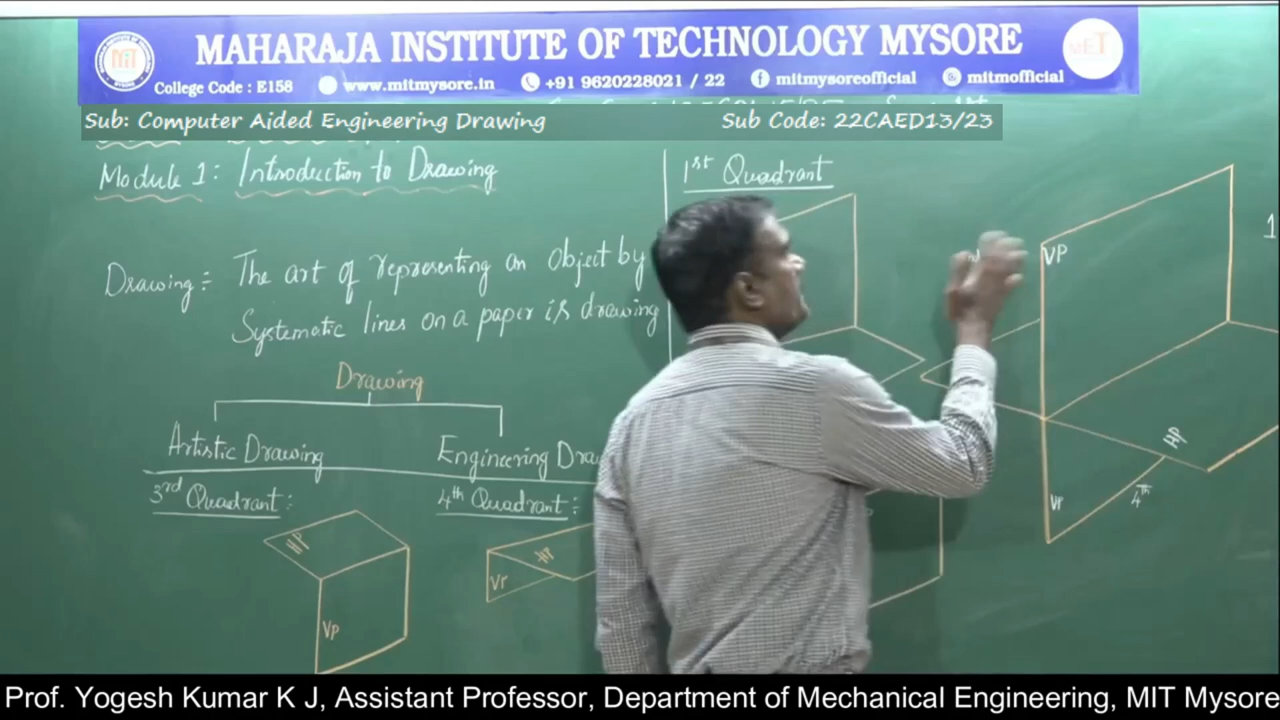 MAHARAJA INSTITUTE OF TECHNOLOGY MYSORE
College Code : E158 www.mitmysore.in +91 9620228021 / 22 mitmysoreofficial mitmofficial
Sub: Computer Aided Engineering Drawing Sub Code: 22CAED13/23
Module 1: Introduction to Drawing
Drawing:- The art of representing an object by
Systematic lines on a paper is drawing
Drawing
Artistic Drawing Engineering Dra
3rd Quadrant: 4th Quadrant:-
HP HP
VP VP
1st Quadrant
VP
1
HP
VP 4th
Prof. Yogesh Kumar K J, Assistant Professor, Department of Mechanical Engineering, MIT Mysore